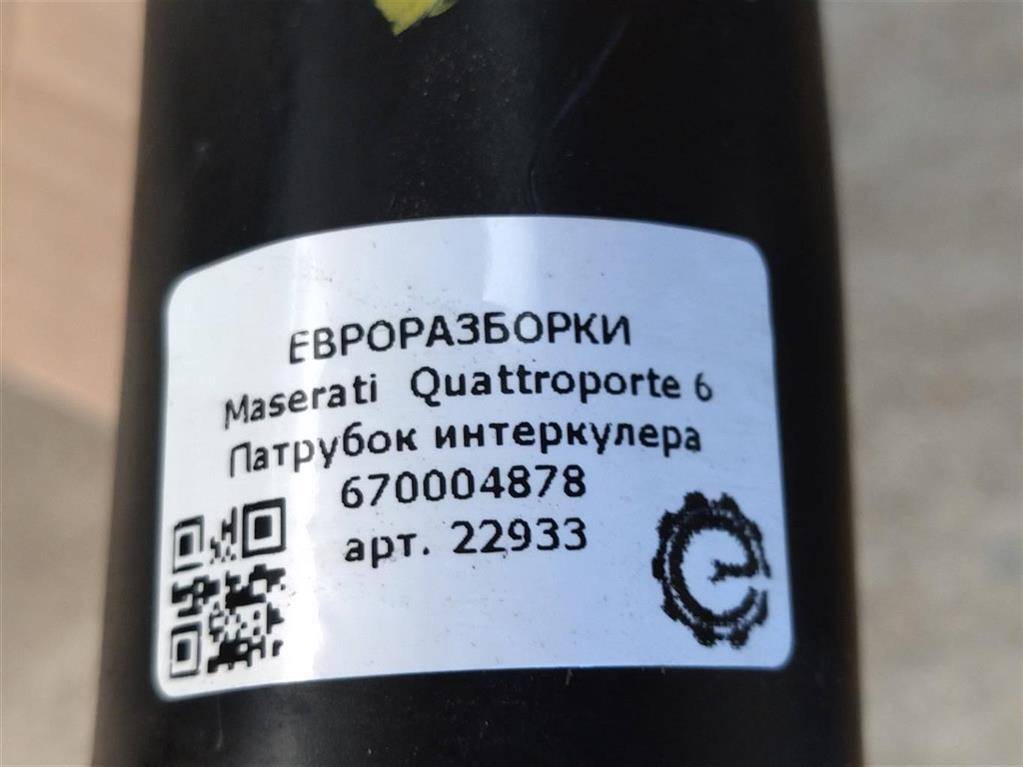 ЕВРОРАЗБОРКИ
Maserati Quattroporte 6
Патрубок интеркулера
670004878
арт. 22933